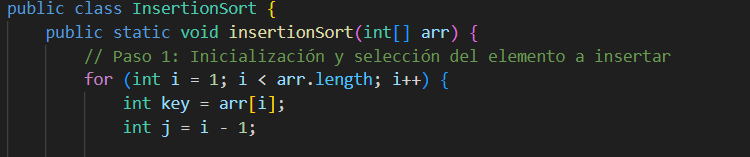 public class InsertionSort {
public static void insertionSort(int[] arr) {
// Paso 1: Inicialización y selección del elemento a insertar
for (int i = 1; i < arr.length; i++) {
int key = arr[i];
int j = i - 1;